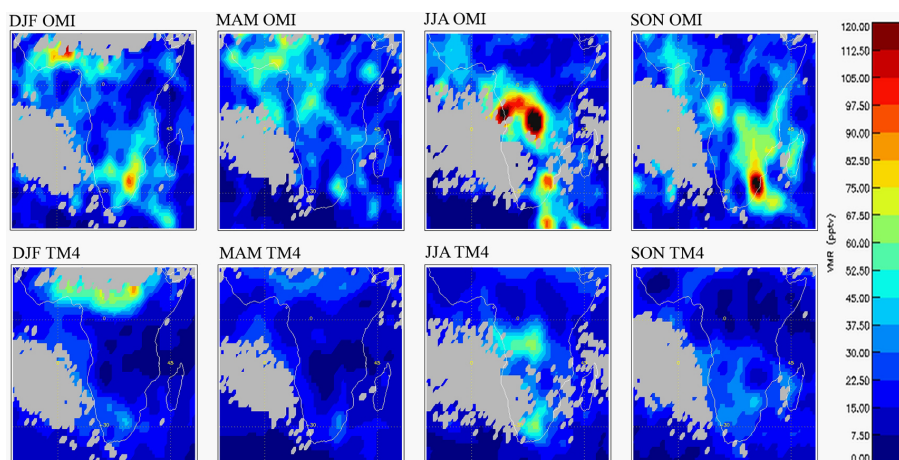 DJF OMI
MAM OMI
JJA OMI
SON OMI
DJF TM4
MAM TM4
JJA TM4
SON TM4
120.00
112.50
105.00
97.50
90.00
82.50
75.00
67.50
60.00
52.50
45.00
37.50
30.00
22.50
15.00
7.50
0.00
VMR (pptv)